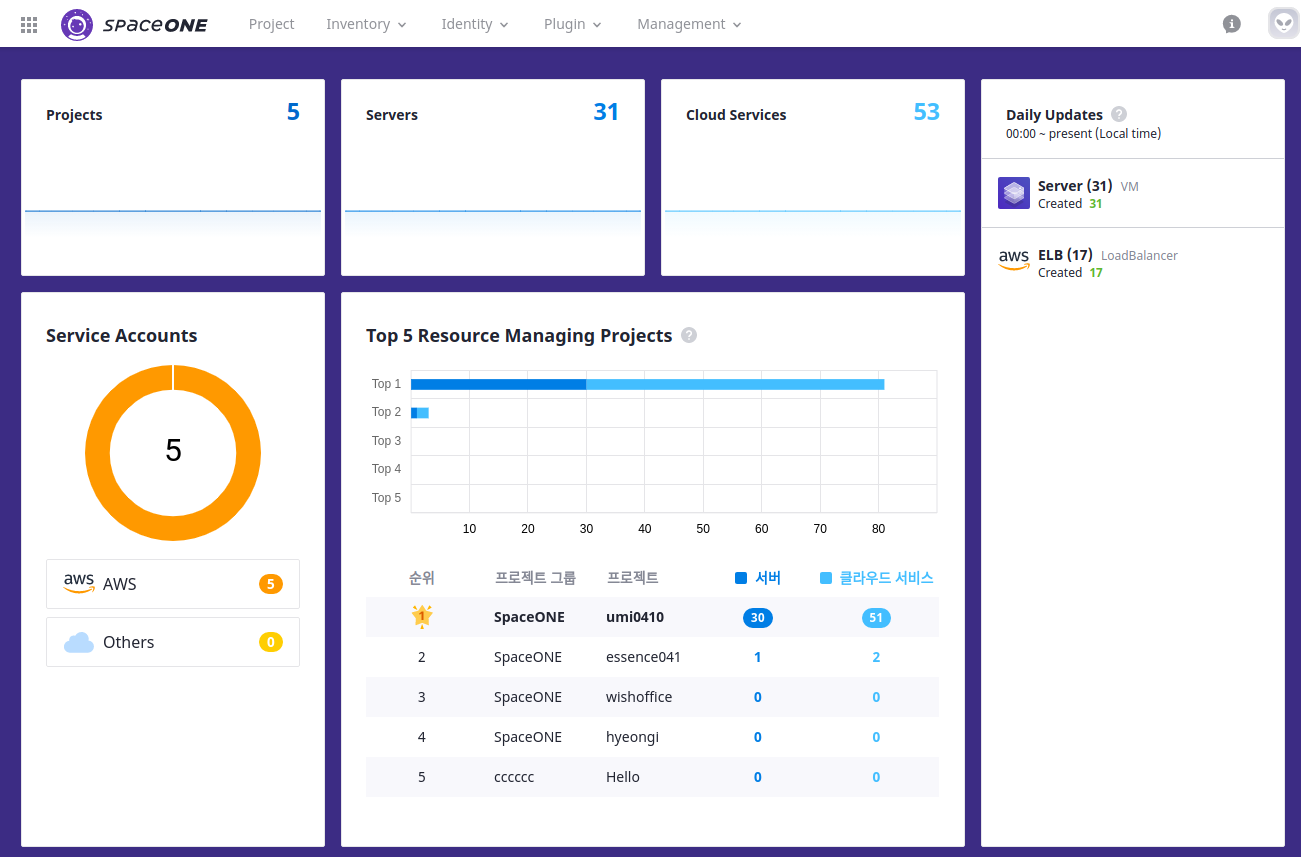 spaceONE
Project
Inventory
Identity
Plugin
Management
Projects 5
Servers 31
Cloud Services 53
Daily Updates ?
00:00 ~ present (Local time)
Server (31) VM
Created 31
aws
ELB (17) LoadBalancer
Created 17
Service Accounts
5
aws AWS 5
Others 0
Top 5 Resource Managing Projects ?
Top 1
Top 2
Top 3
Top 4
Top 5
10 20 30 40 50 60 70 80
순위 프로젝트 그룹 프로젝트 서버 클라우드 서비스
1 SpaceONE umi0410 30 51
2 SpaceONE essence041 1 2
3 SpaceONE wishoffice 0 0
4 SpaceONE hyeongi 0 0
5 cccccc Hello 0 0